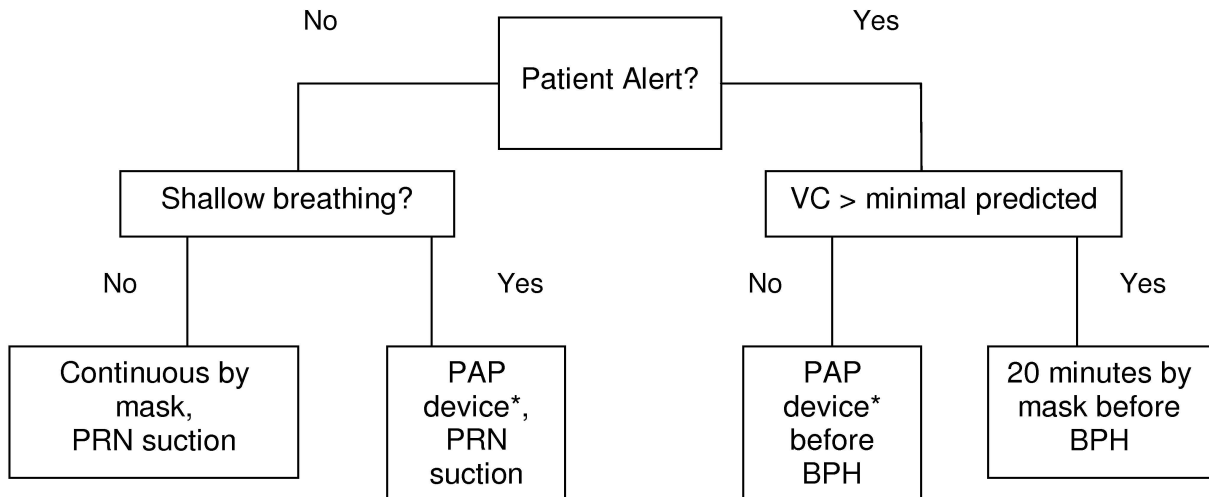 No
Yes
Patient Alert?
Shallow breathing?
VC > minimal predicted
No
Yes
No
Yes
Continuous by
mask,
PRN suction
PAP
device*,
PRN
suction
PAP
device*
before
BPH
20 minutes by
mask before
BPH